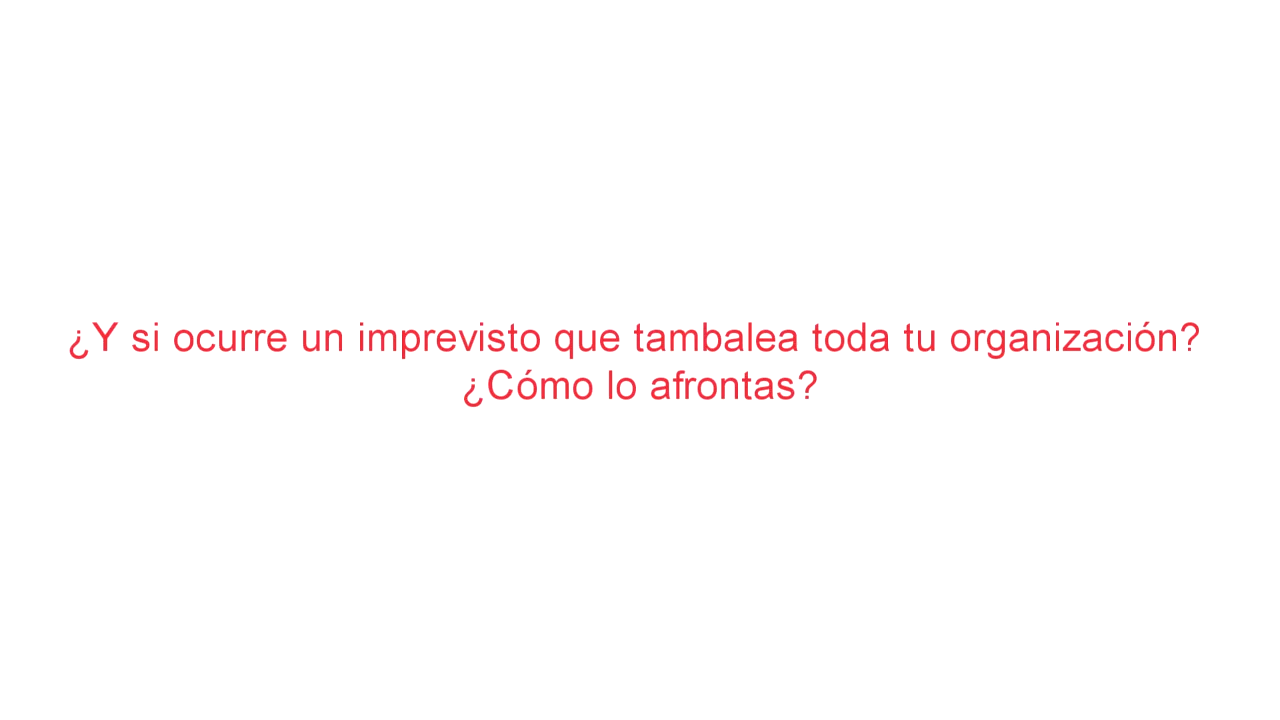 ¿Y si ocurre un imprevisto que tambalea toda tu organización?
¿Cómo lo afrontas?